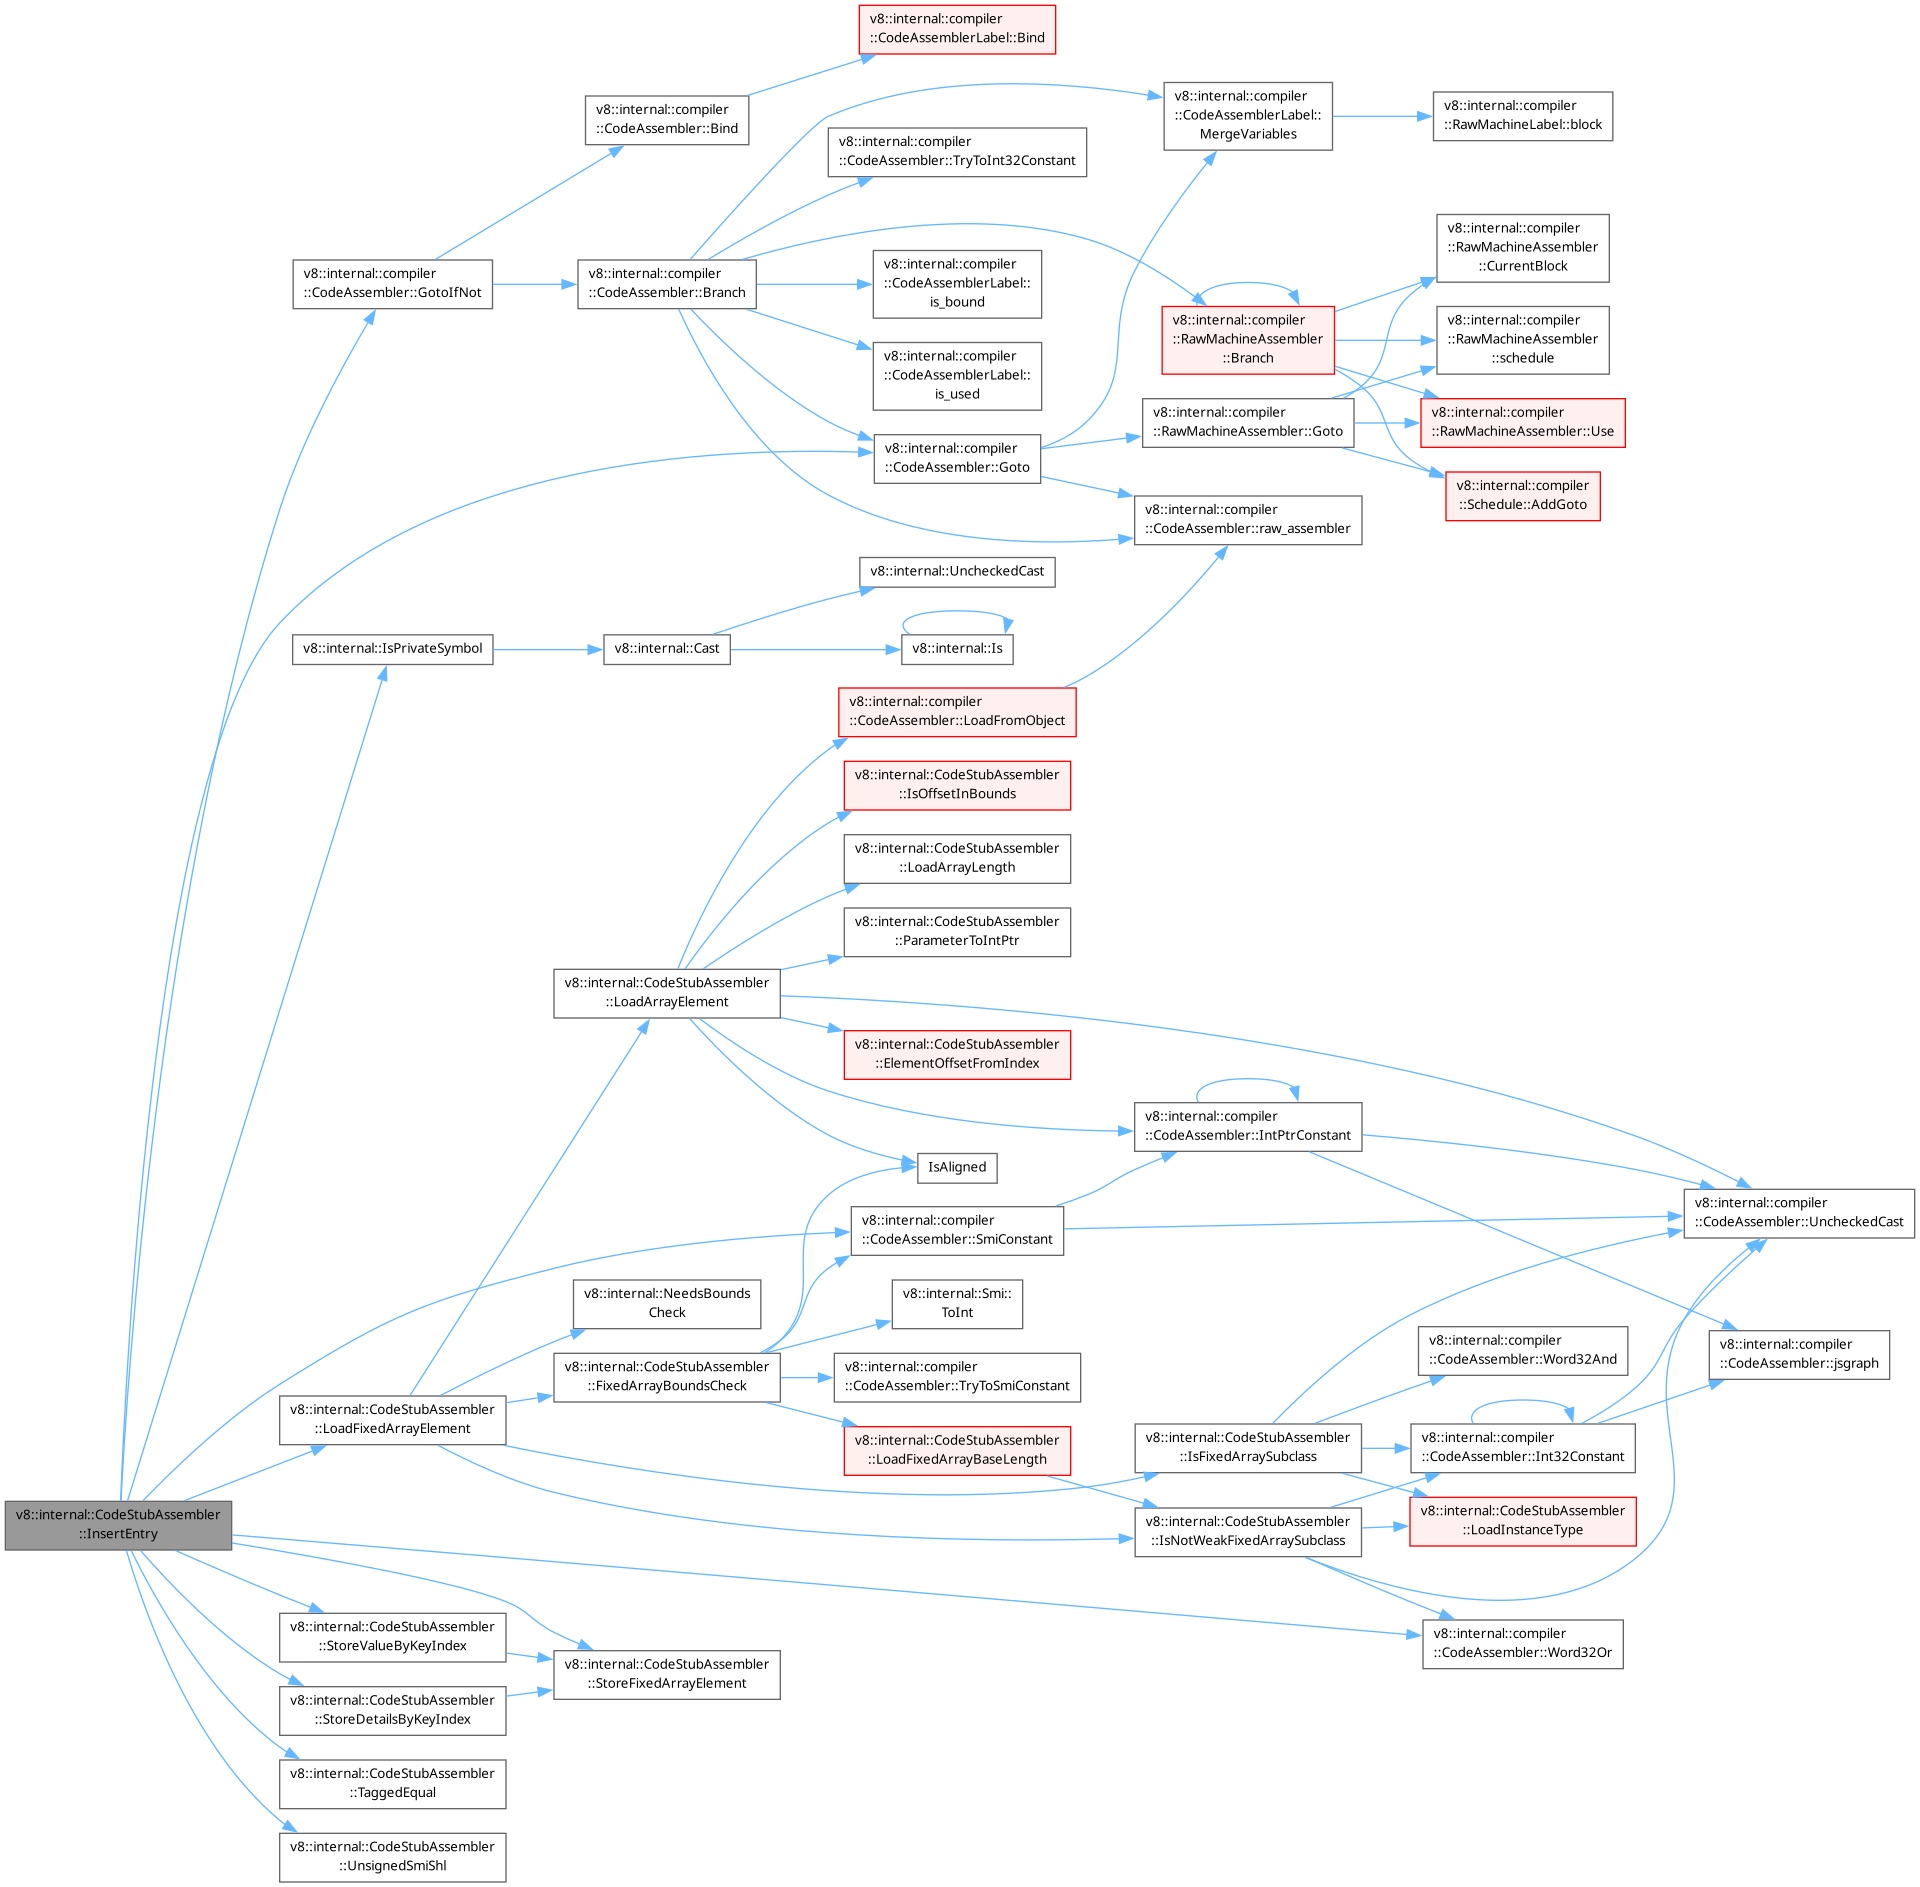 v8::internal::compiler
::CodeAssemblerLabel::Bind
v8::internal::compiler
::CodeAssembler::Bind
v8::internal::compiler
::CodeAssemblerLabel::
MergeVariables
v8::internal::compiler
::RawMachineLabel::block
v8::internal::compiler
::CodeAssembler::TryToInt32Constant
v8::internal::compiler
::RawMachineAssembler
::CurrentBlock
v8::internal::compiler
::CodeAssembler::GotoIfNot
v8::internal::compiler
::CodeAssembler::Branch
v8::internal::compiler
::CodeAssemblerLabel::
is_bound
v8::internal::compiler
::RawMachineAssembler
::Branch
v8::internal::compiler
::RawMachineAssembler
::schedule
v8::internal::compiler
::CodeAssemblerLabel::
is_used
v8::internal::compiler
::RawMachineAssembler::Goto
v8::internal::compiler
::RawMachineAssembler::Use
v8::internal::compiler
::CodeAssembler::Goto
v8::internal::compiler
::Schedule::AddGoto
v8::internal::compiler
::CodeAssembler::raw_assembler
v8::internal::UncheckedCast
v8::internal::IsPrivateSymbol
v8::internal::Cast
v8::internal::Is
v8::internal::compiler
::CodeAssembler::LoadFromObject
v8::internal::CodeStubAssembler
::IsOffsetInBounds
v8::internal::CodeStubAssembler
::LoadArrayLength
v8::internal::CodeStubAssembler
::ParameterToIntPtr
v8::internal::CodeStubAssembler
::LoadArrayElement
v8::internal::CodeStubAssembler
::ElementOffsetFromIndex
v8::internal::compiler
::CodeAssembler::IntPtrConstant
IsAligned
v8::internal::compiler
::CodeAssembler::UncheckedCast
v8::internal::compiler
::CodeAssembler::SmiConstant
v8::internal::NeedsBounds
Check
v8::internal::Smi::
ToInt
v8::internal::compiler
::CodeAssembler::Word32And
v8::internal::compiler
::CodeAssembler::jsgraph
v8::internal::CodeStubAssembler
::FixedArrayBoundsCheck
v8::internal::compiler
::CodeAssembler::TryToSmiConstant
v8::internal::CodeStubAssembler
::LoadFixedArrayElement
v8::internal::CodeStubAssembler
::LoadFixedArrayBaseLength
v8::internal::CodeStubAssembler
::IsFixedArraySubclass
v8::internal::compiler
::CodeAssembler::Int32Constant
v8::internal::CodeStubAssembler
::InsertEntry
v8::internal::CodeStubAssembler
::IsNotWeakFixedArraySubclass
v8::internal::CodeStubAssembler
::LoadInstanceType
v8::internal::CodeStubAssembler
::StoreValueByKeyIndex
v8::internal::compiler
::CodeAssembler::Word32Or
v8::internal::CodeStubAssembler
::StoreFixedArrayElement
v8::internal::CodeStubAssembler
::StoreDetailsByKeyIndex
v8::internal::CodeStubAssembler
::TaggedEqual
v8::internal::CodeStubAssembler
::UnsignedSmiShl